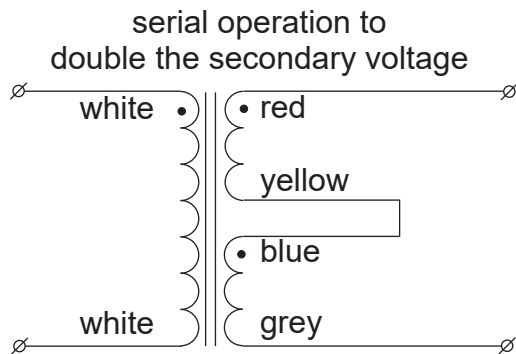 serial operation to
double the secondary voltage
white
red
yellow
blue
white
grey